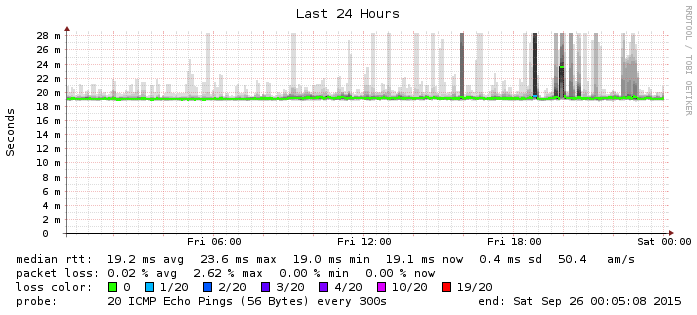 Last 24 Hours
RRDTOOL / TOBI OETIKER
Seconds
28 m
26 m
24 m
22 m
20 m
18 m
16 m
14 m
12 m
10 m
8 m
6 m
4 m
2 m
0
Fri 06:00 Fri 12:00 Fri 18:00 Sat 00:00
median rtt: 19.2 ms avg 23.6 ms max 19.0 ms min 19.1 ms now 0.4 ms sd 50.4 am/s
packet loss: 0.02 % avg 2.62 % max 0.00 % min 0.00 % now
loss color: 0 1/20 2/20 3/20 4/20 10/20 19/20
probe: 20 ICMP Echo Pings (56 Bytes) every 300s end: Sat Sep 26 00:05:08 2015